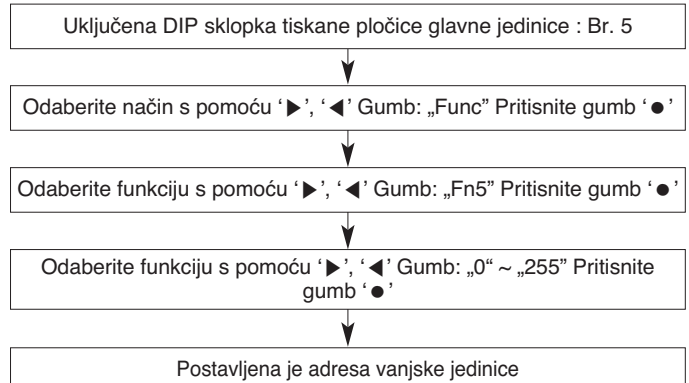 Uključena DIP sklopka tiskane pločice glavne jedinice : Br. 5
Odaberite način s pomoću ‘▶’, ‘◀’ Gumb: „Func” Pritisnite gumb ‘●’
Odaberite funkciju s pomoću ‘▶’, ‘◀’ Gumb: „Fn5” Pritisnite gumb ‘●’
Odaberite funkciju s pomoću ‘▶’, ‘◀’ Gumb: „0“ ~ „255” Pritisnite
gumb ‘●’
Postavljena je adresa vanjske jedinice